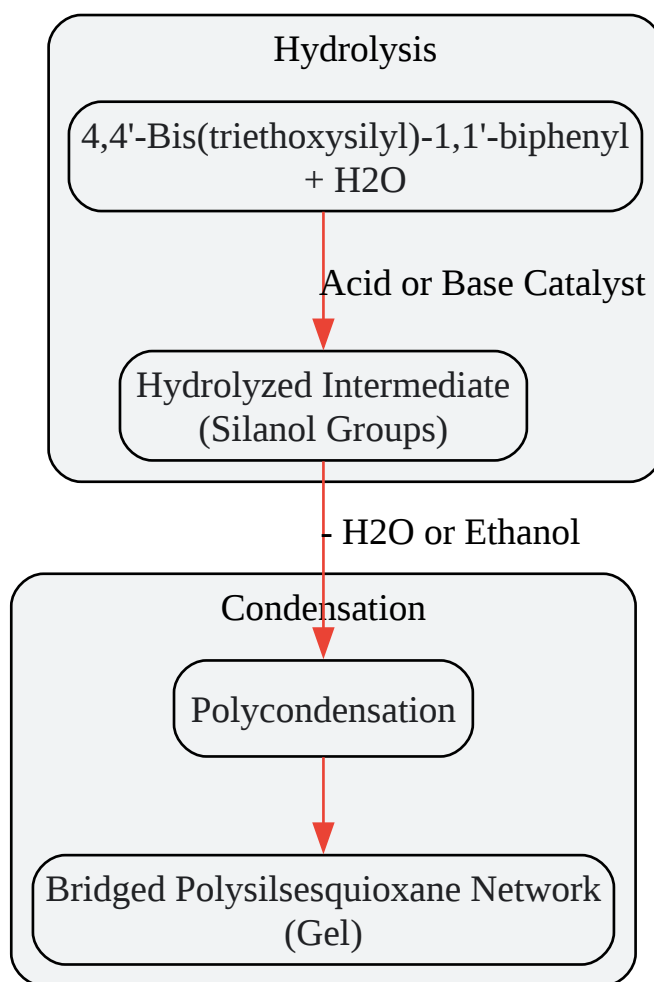 Hydrolysis
4,4'-Bis(triethoxysilyl)-1,1'-biphenyl
+ H2O
Acid or Base Catalyst
Hydrolyzed Intermediate
(Silanol Groups)
- H2O or Ethanol
Condensation
Polycondensation
Bridged Polysilsesquioxane Network
(Gel)